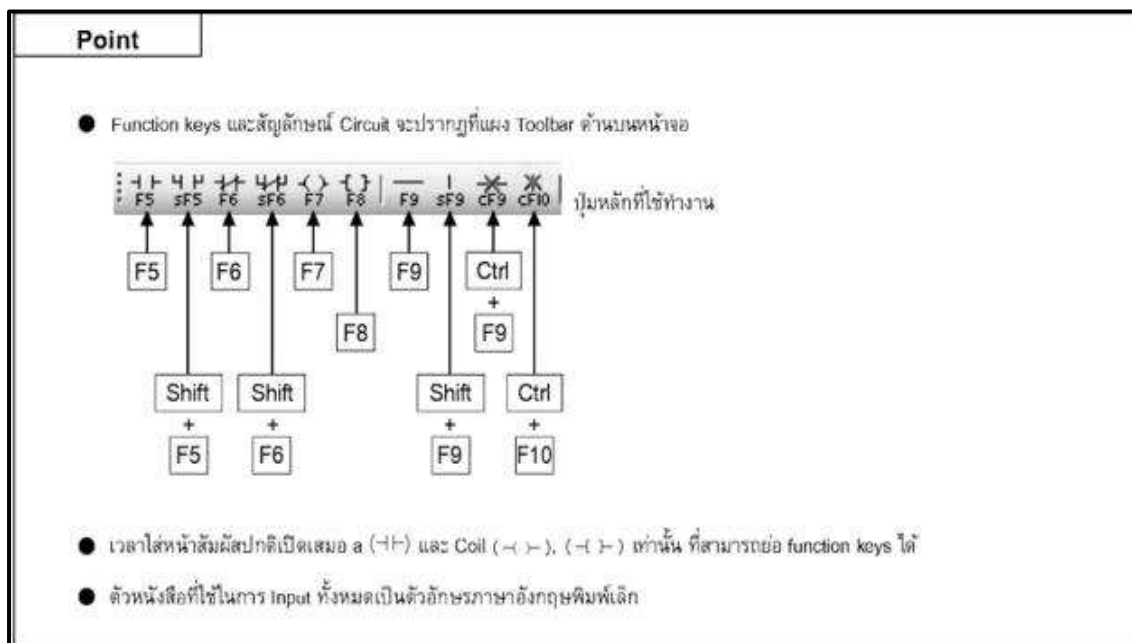 Point
● Function keys และสัญลักษณ์ Circuit จะปรากฏที่แผง Toolbar ด้านบนหน้าจอ
F5 sF5 F6 sF6 F7 F8 F9 sF9 cF9 cF10 ปุ่มหลักที่ใช้ทำงาน
F5 F6 F7 F9 Ctrl
+
F8 F9
Shift Shift Shift Ctrl
+ + + +
F5 F6 F9 F10
● เวลาใส่หน้าสัมผัสปกติเปิดเสมอ a (⊣⊢) และ Coil (-( )-), (-( )-) เท่านั้น ที่สามารถย่อ function keys ได้
● ตัวหนังสือที่ใช้ในการ Input ทั้งหมดเป็นตัวอักษรภาษาอังกฤษพิมพ์เล็ก